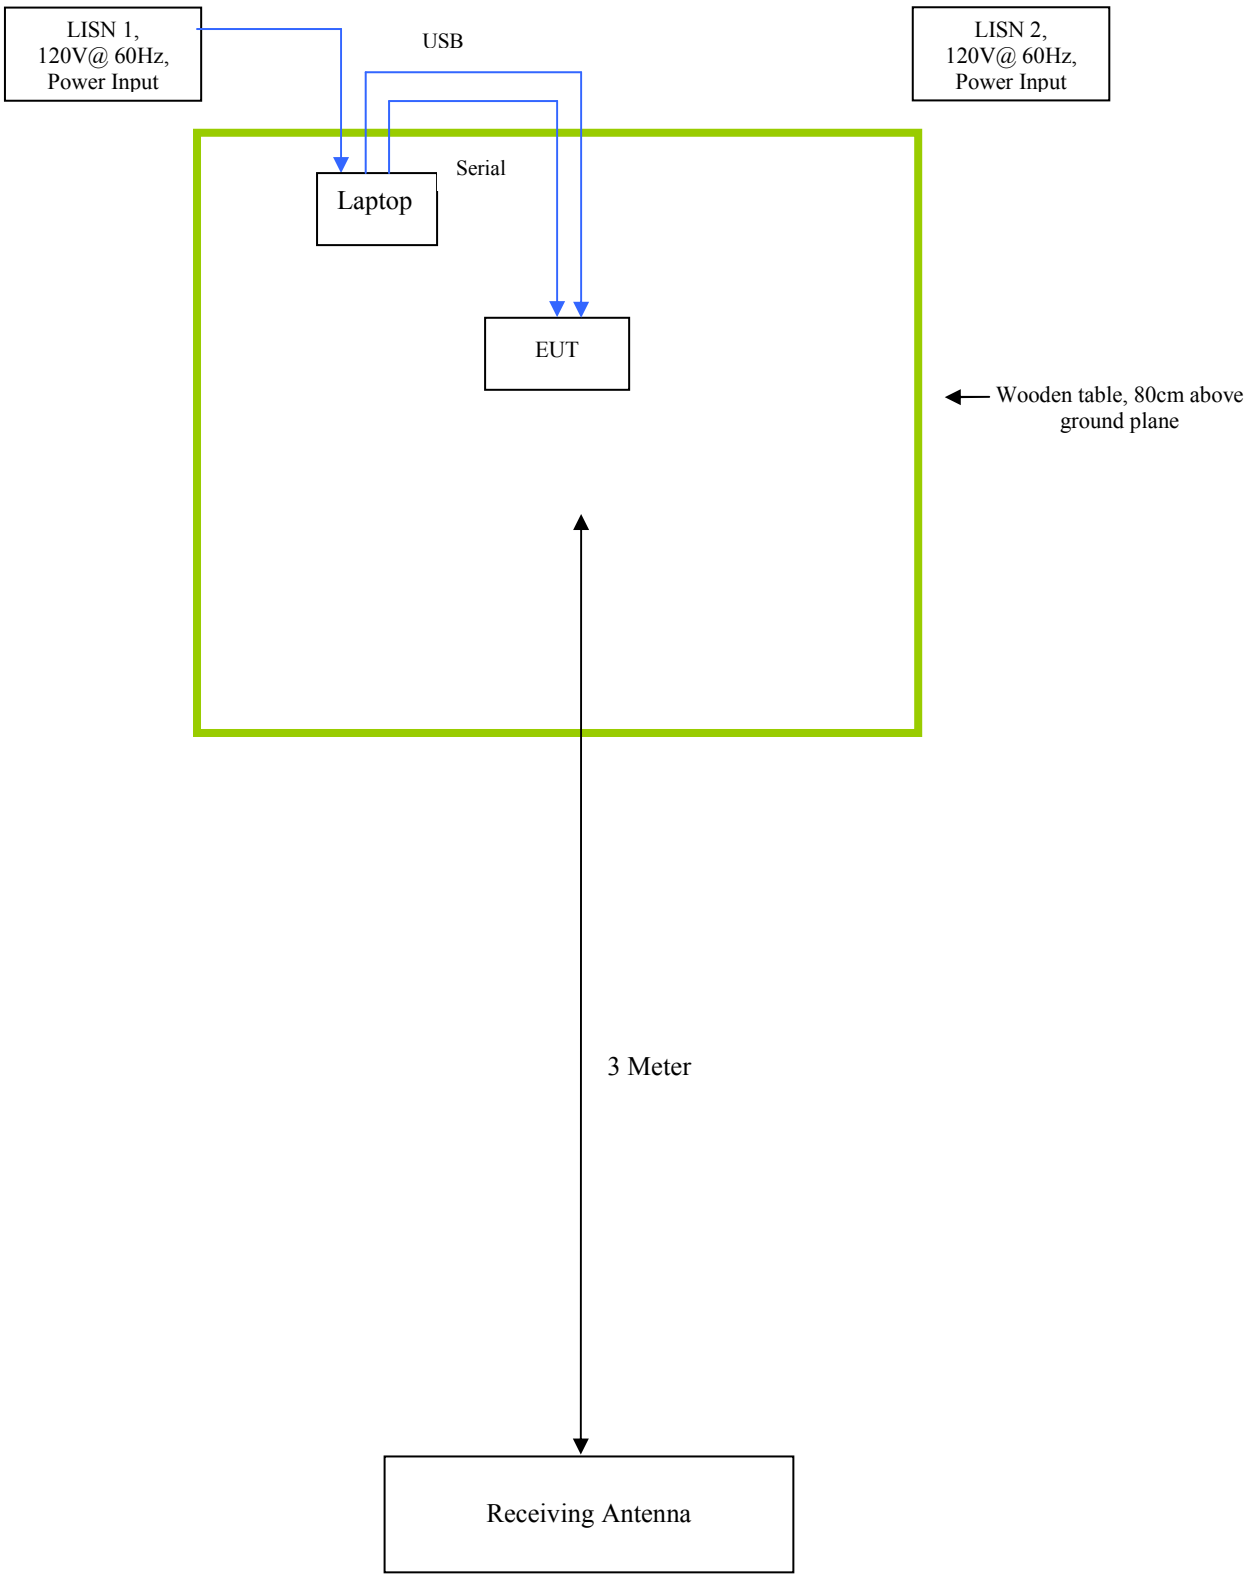 LISN 1,
120V@ 60Hz,
Power Input
USB
LISN 2,
120V@ 60Hz,
Power Input
Serial
Laptop
EUT
Wooden table, 80cm above
ground plane
3 Meter
Receiving Antenna